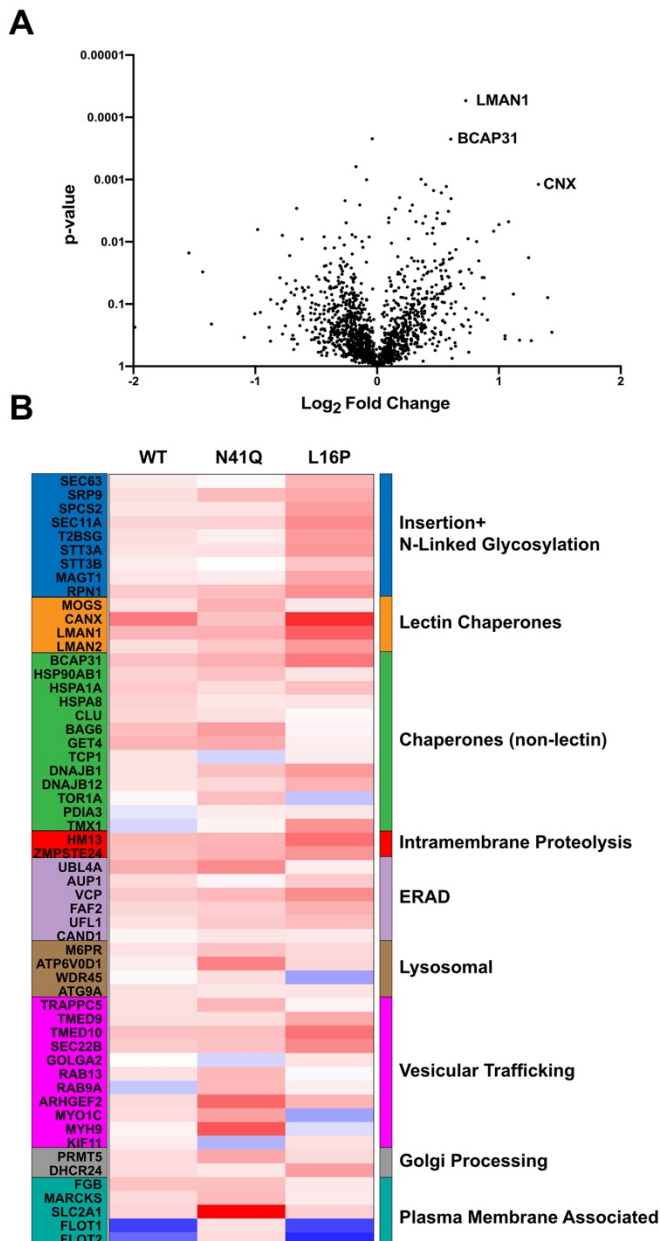 A
0.00001
0.0001
0.001
0.01
0.1
1
p-value
LMAN1
BCAP31
CNX
-2
-1
0
1
2
Log2 Fold Change
B
WT
N41Q
L16P
SEC63
SRP9
SPCS2
SEC11A
T2BSG
STT3A
STT3B
MAGT1
RPN1
Insertion+
N-Linked Glycosylation
MOGS
CANX
LMAN1
LMAN2
Lectin Chaperones
BCAP31
HSP90AB1
HSPA1A
HSPA8
CLU
BAG6
GET4
TCP1
DNAJB1
DNAJB12
TOR1A
PDIA3
TMX1
Chaperones (non-lectin)
HM13
ZMPSTE24
Intramembrane Proteolysis
UBL4A
AUP1
VCP
FAF2
UFL1
CAND1
ERAD
M6PR
ATP6V0D1
WDR45
ATG9A
Lysosomal
TRAPPC5
TMED9
TMED10
SEC22B
GOLGA2
RAB13
RAB9A
ARHGEF2
MYO1C
MYH9
KIF11
Vesicular Trafficking
PRMT5
DHCR24
Golgi Processing
FGB
MARCKS
SLC2A1
FLOT1
FLOT2
Plasma Membrane Associated